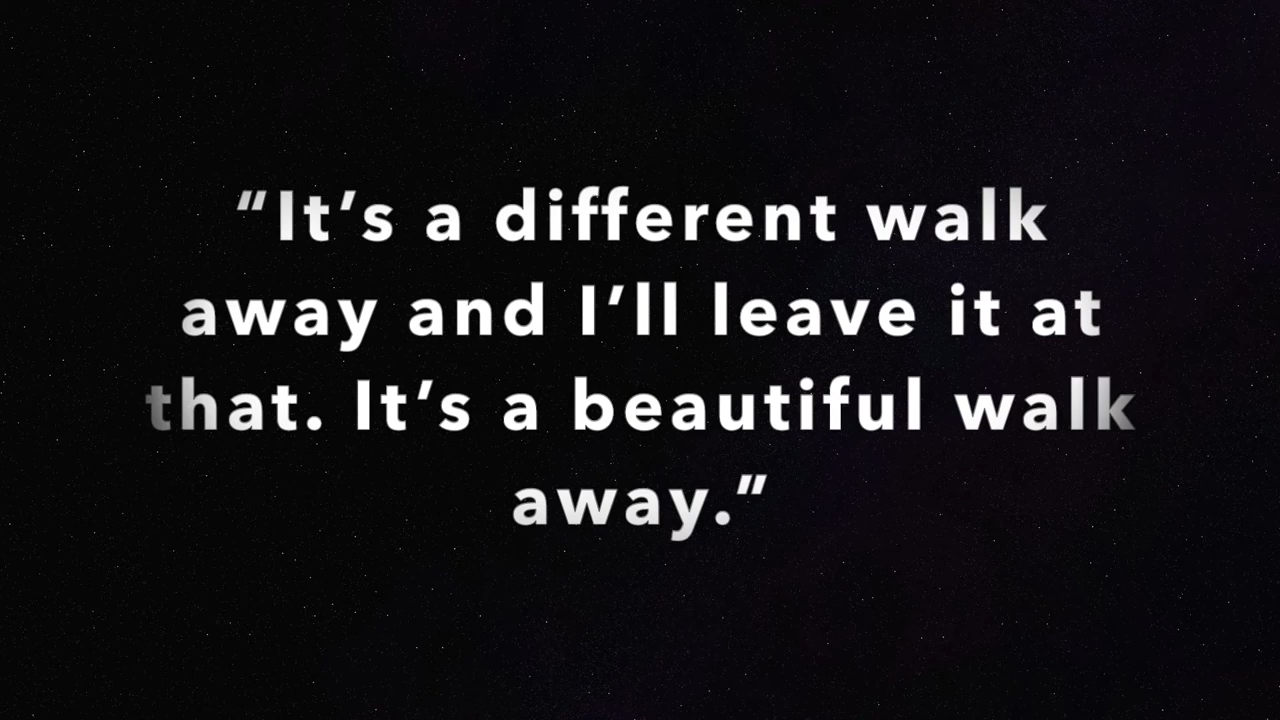 “It’s a different walk
away and I’ll leave it at
that. It’s a beautiful walk
away.”